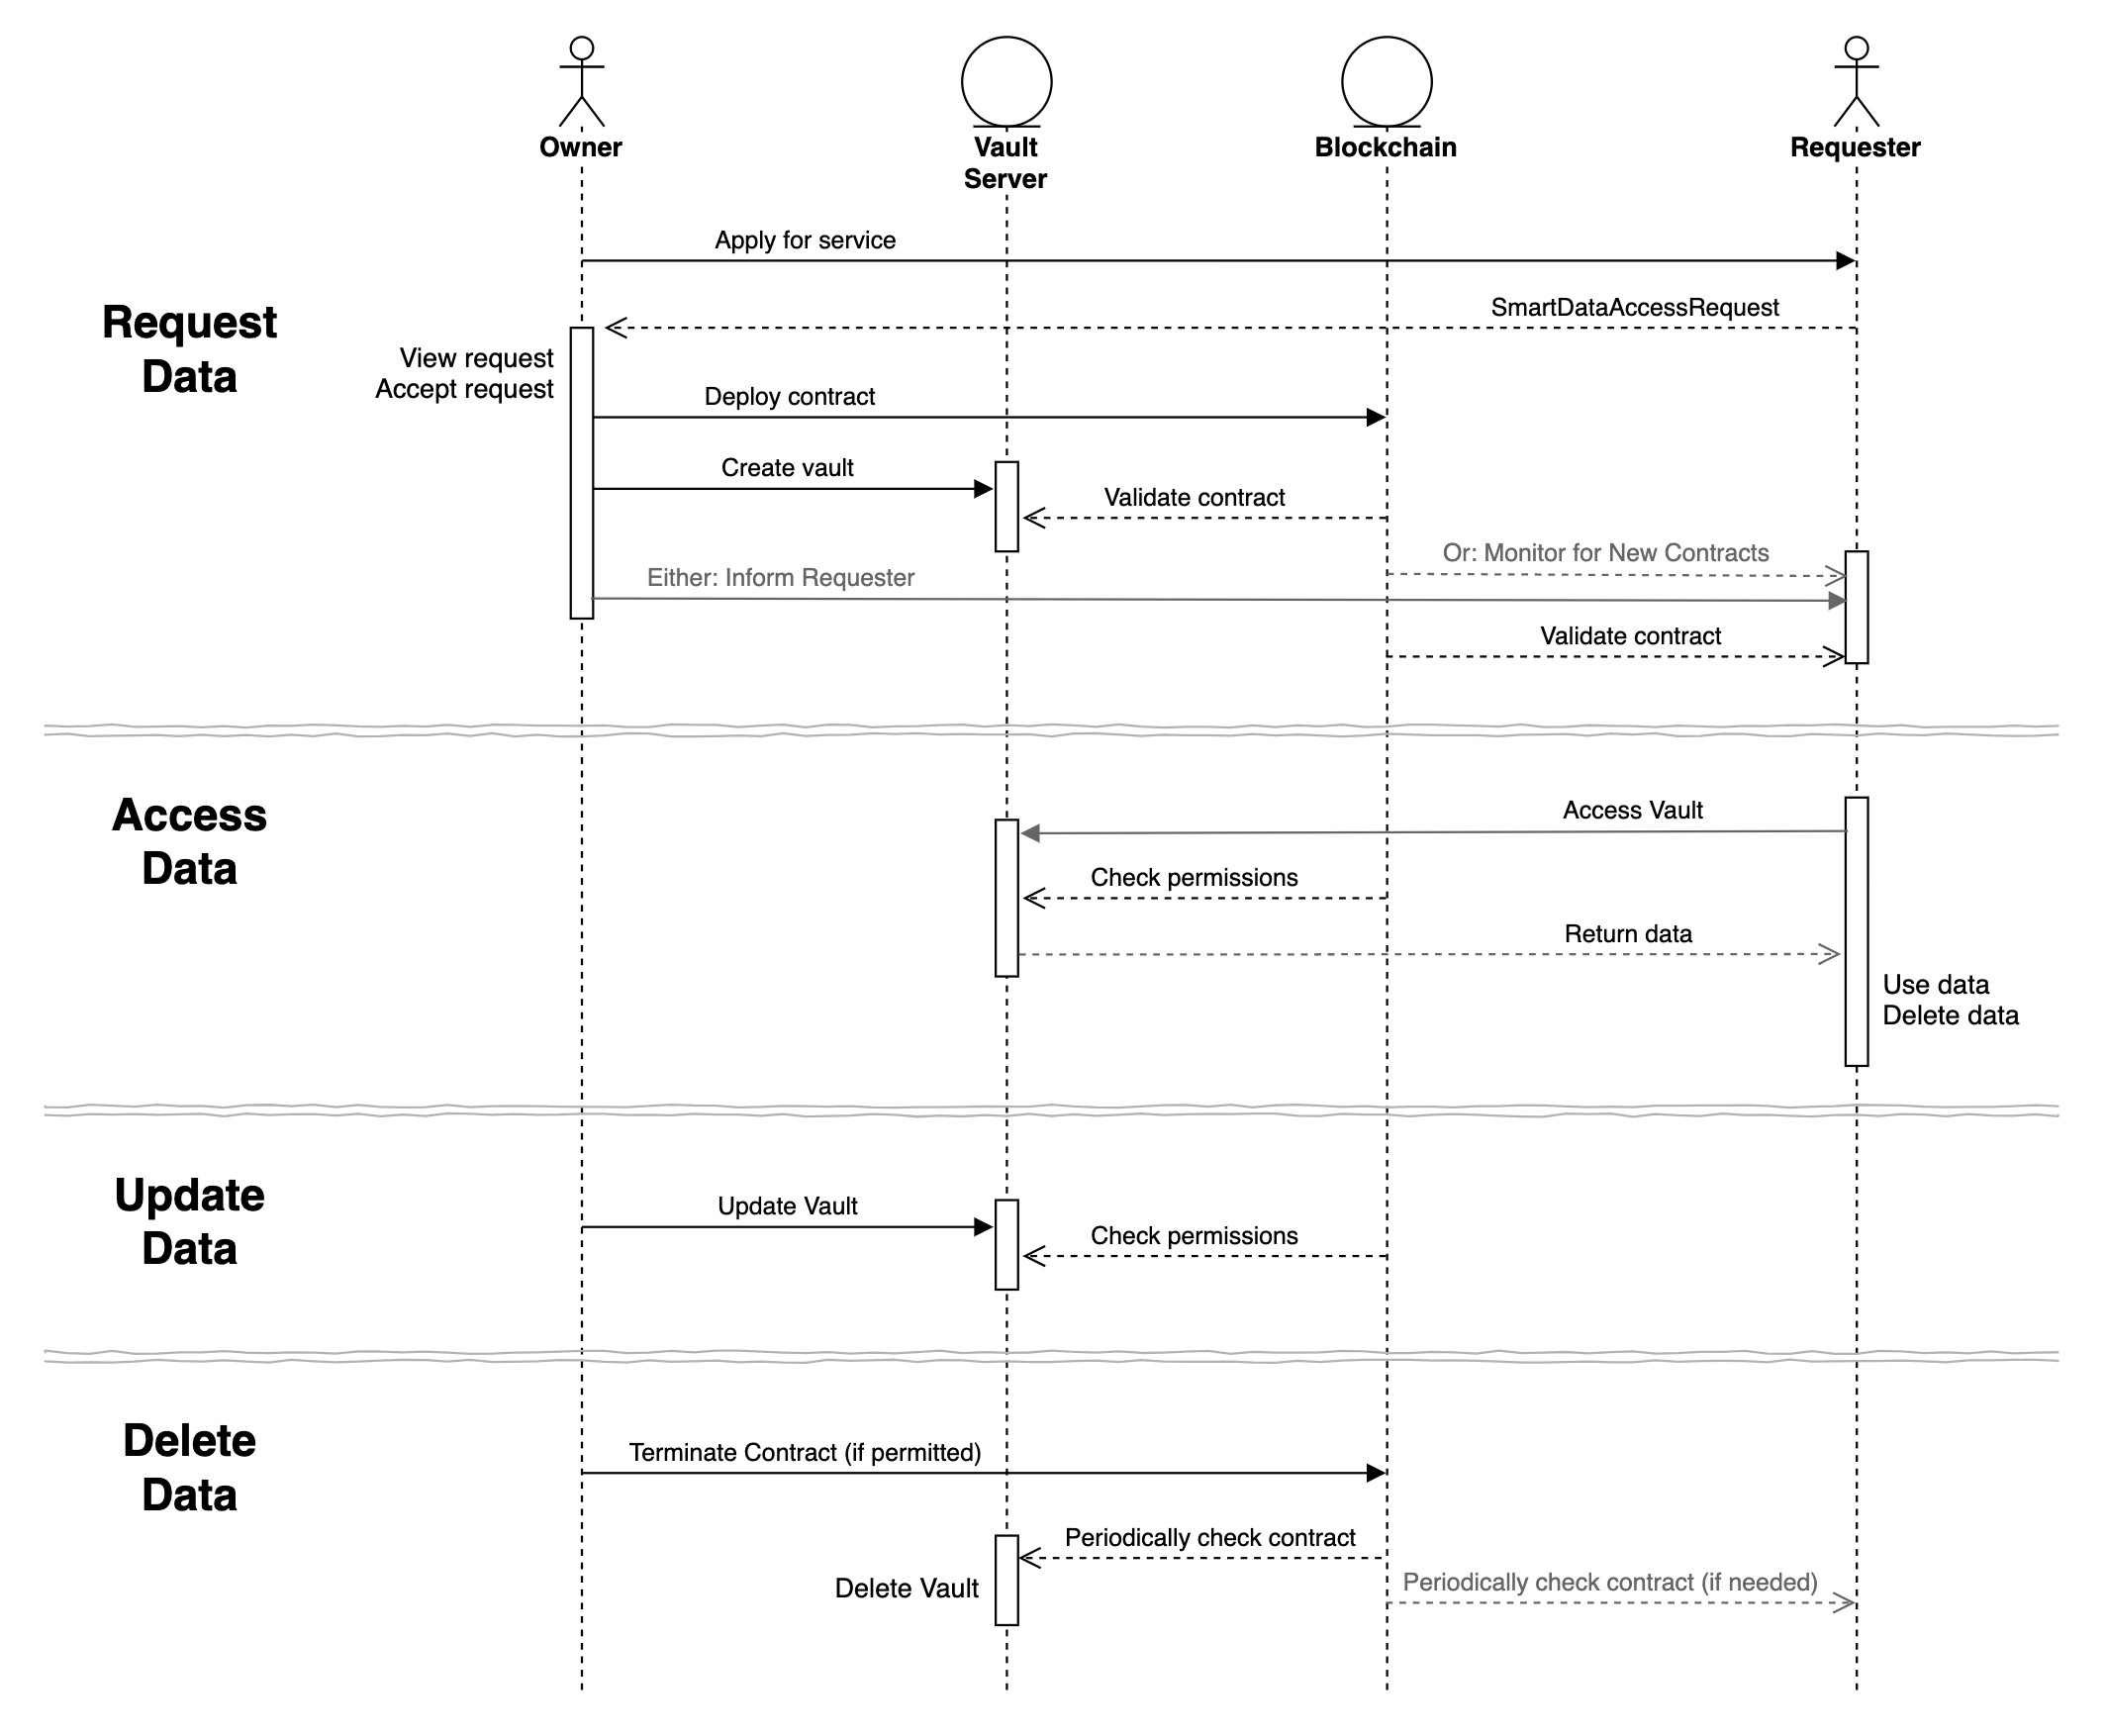 Owner
Vault
Server
Blockchain
Requester
Apply for service
SmartDataAccessRequest
Request
Data
View request
Accept request
Deploy contract
Create vault
Validate contract
Or: Monitor for New Contracts
Either: Inform Requester
Validate contract
Access
Data
Access Vault
Check permissions
Return data
Use data
Delete data
Update
Data
Update Vault
Check permissions
Delete
Data
Terminate Contract (if permitted)
Periodically check contract
Delete Vault
Periodically check contract (if needed)